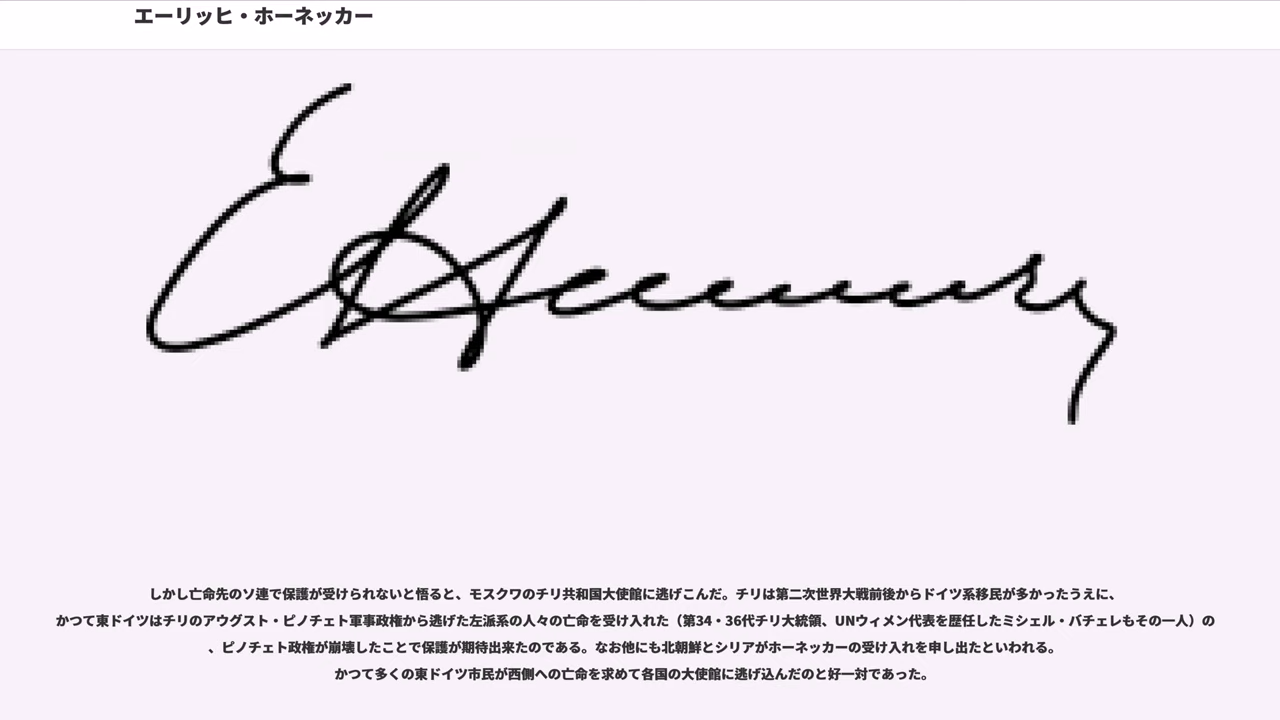 エーリッヒ・ホーネッカー
しかし亡命先のソ連で保護が受けられないと悟ると、モスクワのチリ共和国大使館に逃げこんだ。チリは第二次世界大戦前後からドイツ系移民が多かったうえに、
かつて東ドイツはチリのアウグスト・ピノチェト軍事政権から逃げた左派系の人々の亡命を受け入れた（第34・36代チリ大統領、UNウィメン代表を歴任したミシェル・バチェレもその一人）の
、ピノチェト政権が崩壊したことで保護が期待出来たのである。なお他にも北朝鮮とシリアがホーネッカーの受け入れを申し出たといわれる。
かつて多くの東ドイツ市民が西側への亡命を求めて各国の大使館に逃げ込んだのと好一対であった。